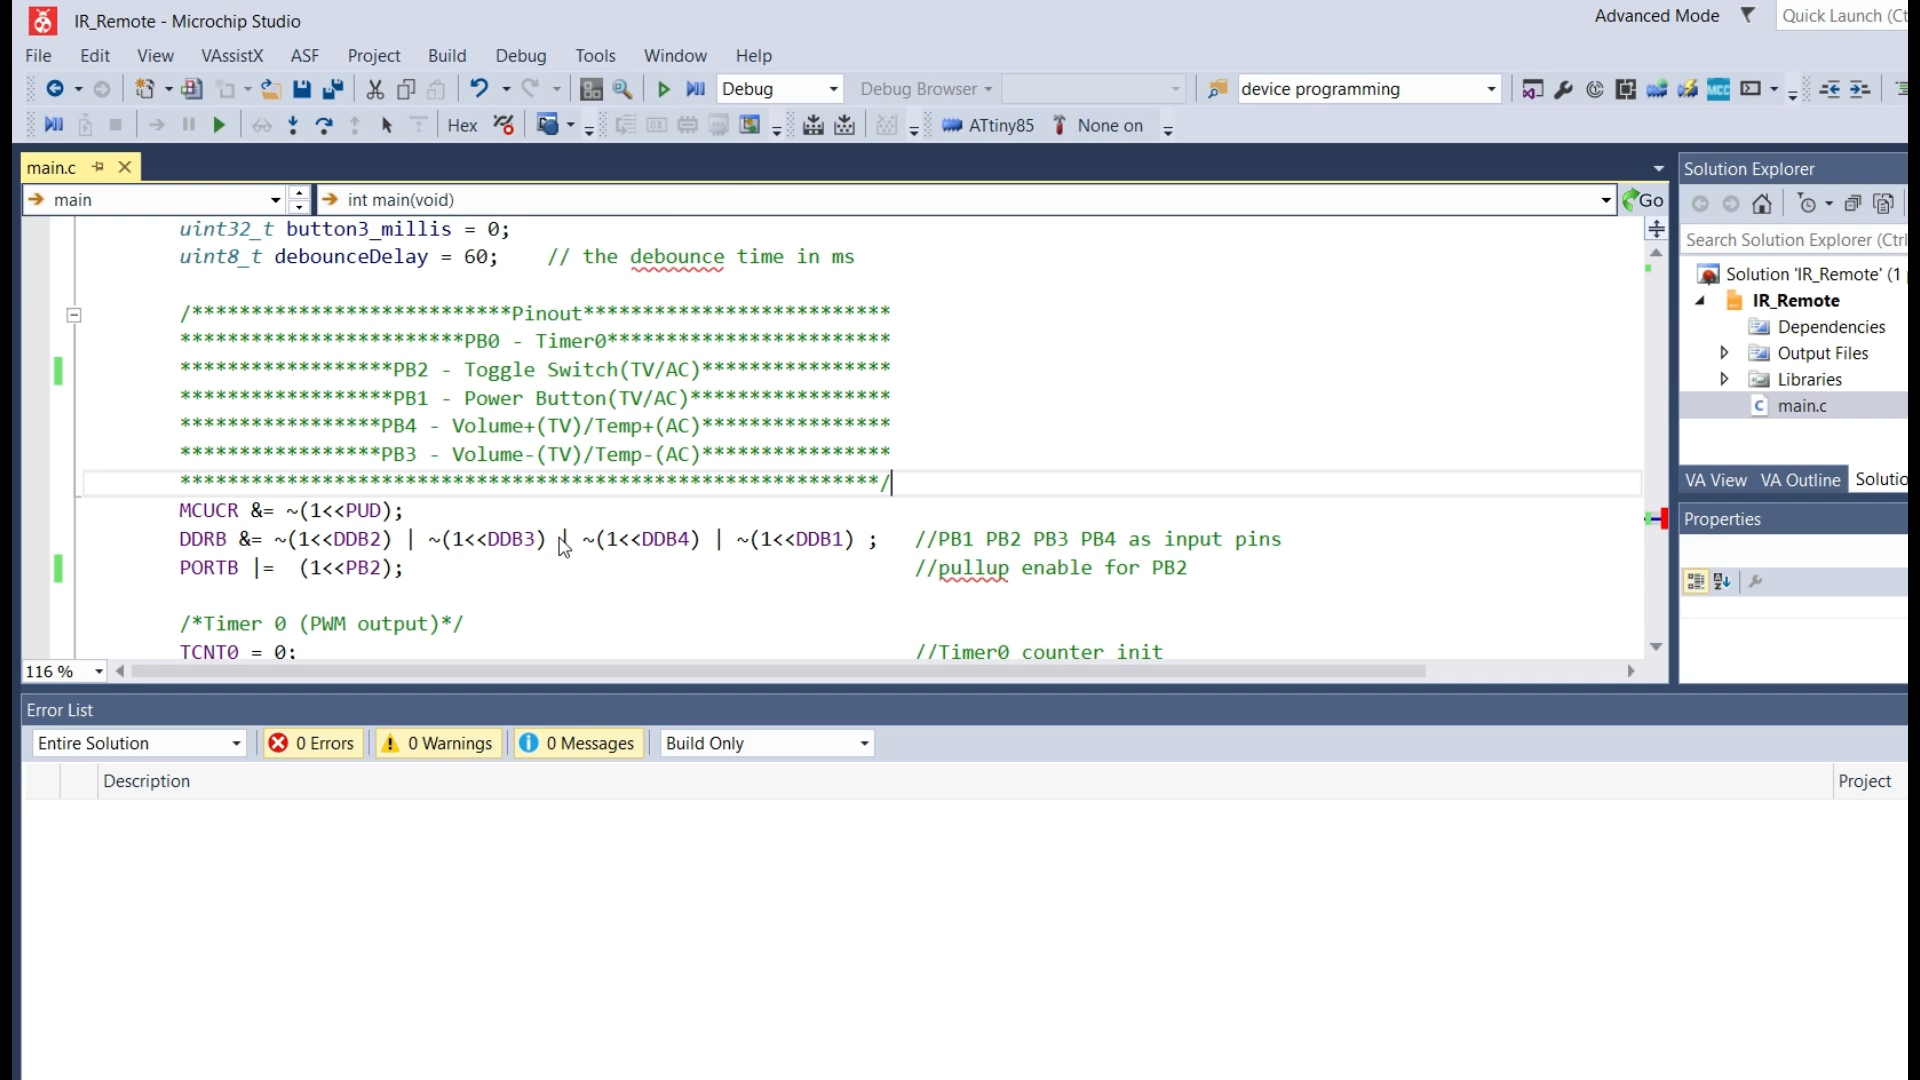 IR_Remote - Microchip Studio
Advanced Mode
Quick Launch (Ct
File Edit View VAssistX ASF Project Build Debug Tools Window Help
Debug
Debug Browser
device programming
MCC
Hex
ATtiny85
None on
main.c
main
int main(void)
Go
uint32_t button3_millis = 0;
uint8_t debounceDelay = 60;    // the debounce time in ms
/***************************Pinout**************************
************************PB0 - Timer0************************
******************PB2 - Toggle Switch(TV/AC)****************
******************PB1 - Power Button(TV/AC)*****************
*****************PB4 - Volume+(TV)/Temp+(AC)****************
*****************PB3 - Volume-(TV)/Temp-(AC)****************
***********************************************************/
MCUCR &= ~(1<<PUD);
DDRB &= ~(1<<DDB2) | ~(1<<DDB3) | ~(1<<DDB4) | ~(1<<DDB1) ;   //PB1 PB2 PB3 PB4 as input pins
PORTB |=  (1<<PB2);   //pullup enable for PB2
/*Timer 0 (PWM output)*/
TCNT0 = 0;   //Timer0 counter init
116 %
Solution Explorer
Search Solution Explorer (Ctrl
Solution 'IR_Remote' (1
IR_Remote
Dependencies
Output Files
Libraries
main.c
VA View VA Outline Solutio
Properties
Error List
Entire Solution
0 Errors
0 Warnings
0 Messages
Build Only
Description
Project